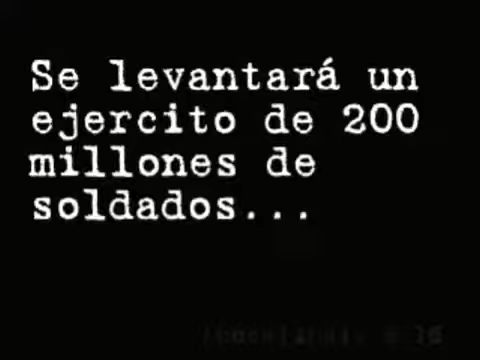 Se levantará un
ejercito de 200
millones de
soldados...